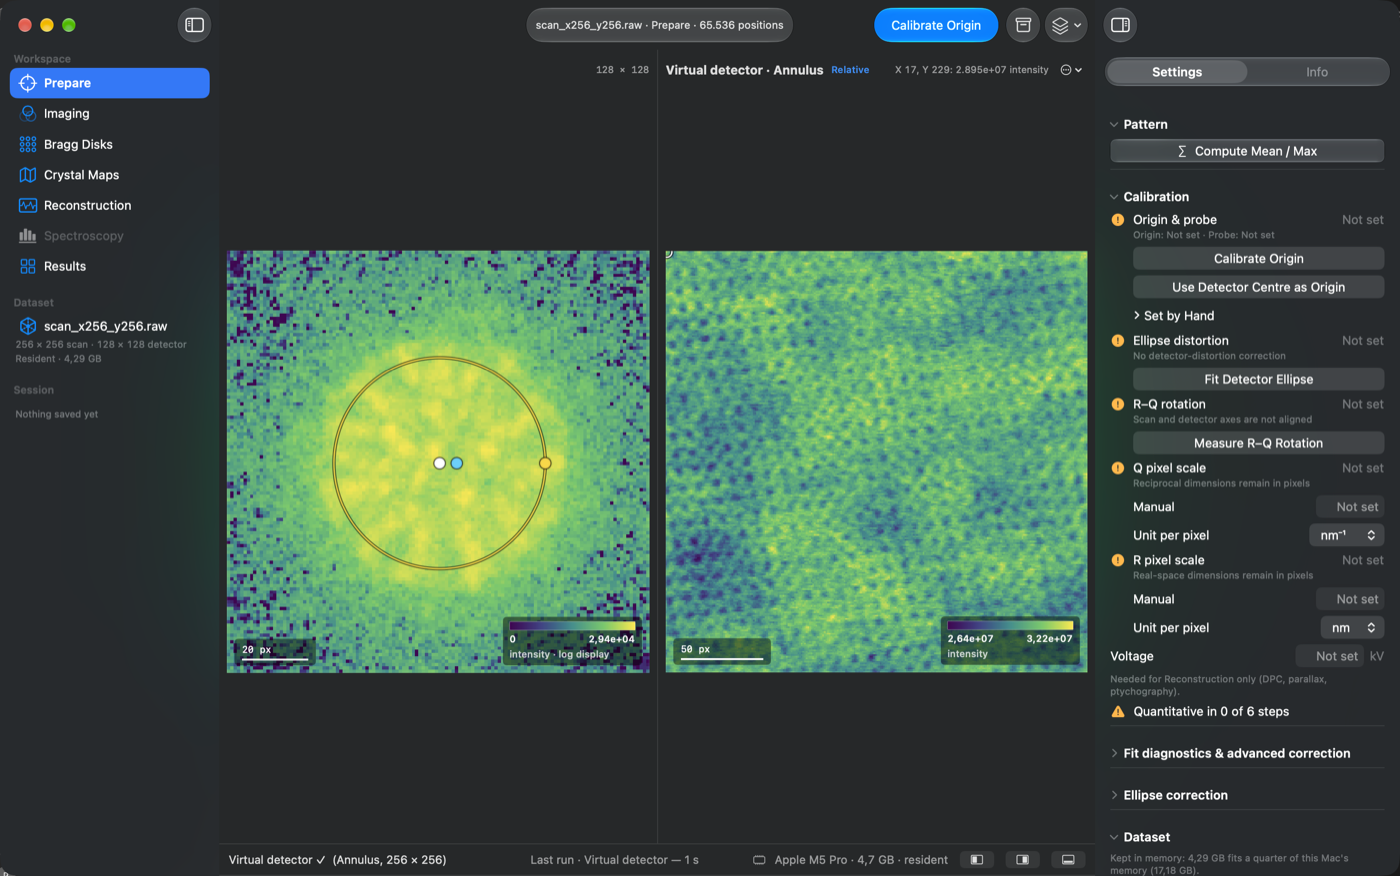 scan_x256_y256.raw · Prepare · 65.536 positions
Calibrate Origin
Workspace
Prepare
Imaging
Bragg Disks
Crystal Maps
Reconstruction
Spectroscopy
Results
Dataset
scan_x256_y256.raw
256 × 256 scan · 128 × 128 detector
Resident · 4,29 GB
Session
Nothing saved yet
128 × 128
20 px
0 2,94e+04
intensity · log display
Virtual detector · Annulus Relative X 17, Y 229: 2.895e+07 intensity
50 px
2,64e+07 3,22e+07
intensity
Virtual detector ✓ (Annulus, 256 × 256)
Last run · Virtual detector — 1 s
Apple M5 Pro · 4,7 GB · resident
Settings Info
Pattern
∑ Compute Mean / Max
Calibration
Origin & probe Not set
Origin: Not set · Probe: Not set
Calibrate Origin
Use Detector Centre as Origin
Set by Hand
Ellipse distortion Not set
No detector-distortion correction
Fit Detector Ellipse
R–Q rotation Not set
Scan and detector axes are not aligned
Measure R–Q Rotation
Q pixel scale Not set
Reciprocal dimensions remain in pixels
Manual Not set
Unit per pixel nm⁻¹
R pixel scale Not set
Real-space dimensions remain in pixels
Manual Not set
Unit per pixel nm
Voltage Not set kV
Needed for Reconstruction only (DPC, parallax,
ptychography).
Quantitative in 0 of 6 steps
Fit diagnostics & advanced correction
Ellipse correction
Dataset
Kept in memory: 4,29 GB fits a quarter of this Mac's
memory (17,18 GB).